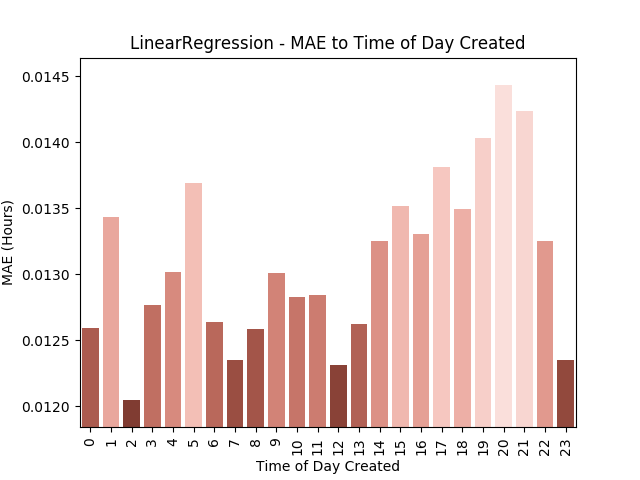 LinearRegression - MAE to Time of Day Created
MAE (Hours)
0.0145
0.0140
0.0135
0.0130
0.0125
0.0120
0 1 2 3 4 5 6 7 8 9 10 11 12 13 14 15 16 17 18 19 20 21 22 23
Time of Day Created